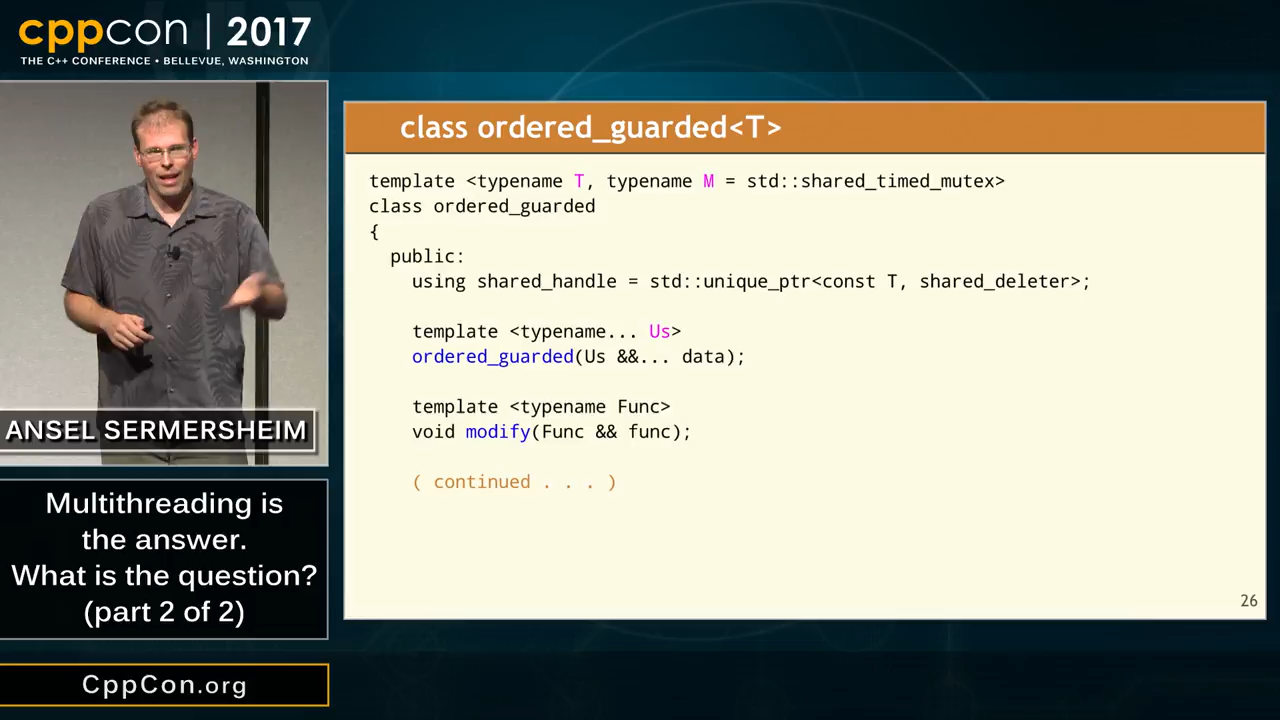 cppcon | 2017
THE C++ CONFERENCE • BELLEVUE, WASHINGTON
ANSEL SERMERSHEIM
Multithreading is
the answer.
What is the question?
(part 2 of 2)
CppCon.org
class ordered_guarded<T>
template <typename T, typename M = std::shared_timed_mutex>
class ordered_guarded
{
public:
using shared_handle = std::unique_ptr<const T, shared_deleter>;
template <typename... Us>
ordered_guarded(Us &&... data);
template <typename Func>
void modify(Func && func);
( continued . . . )
26